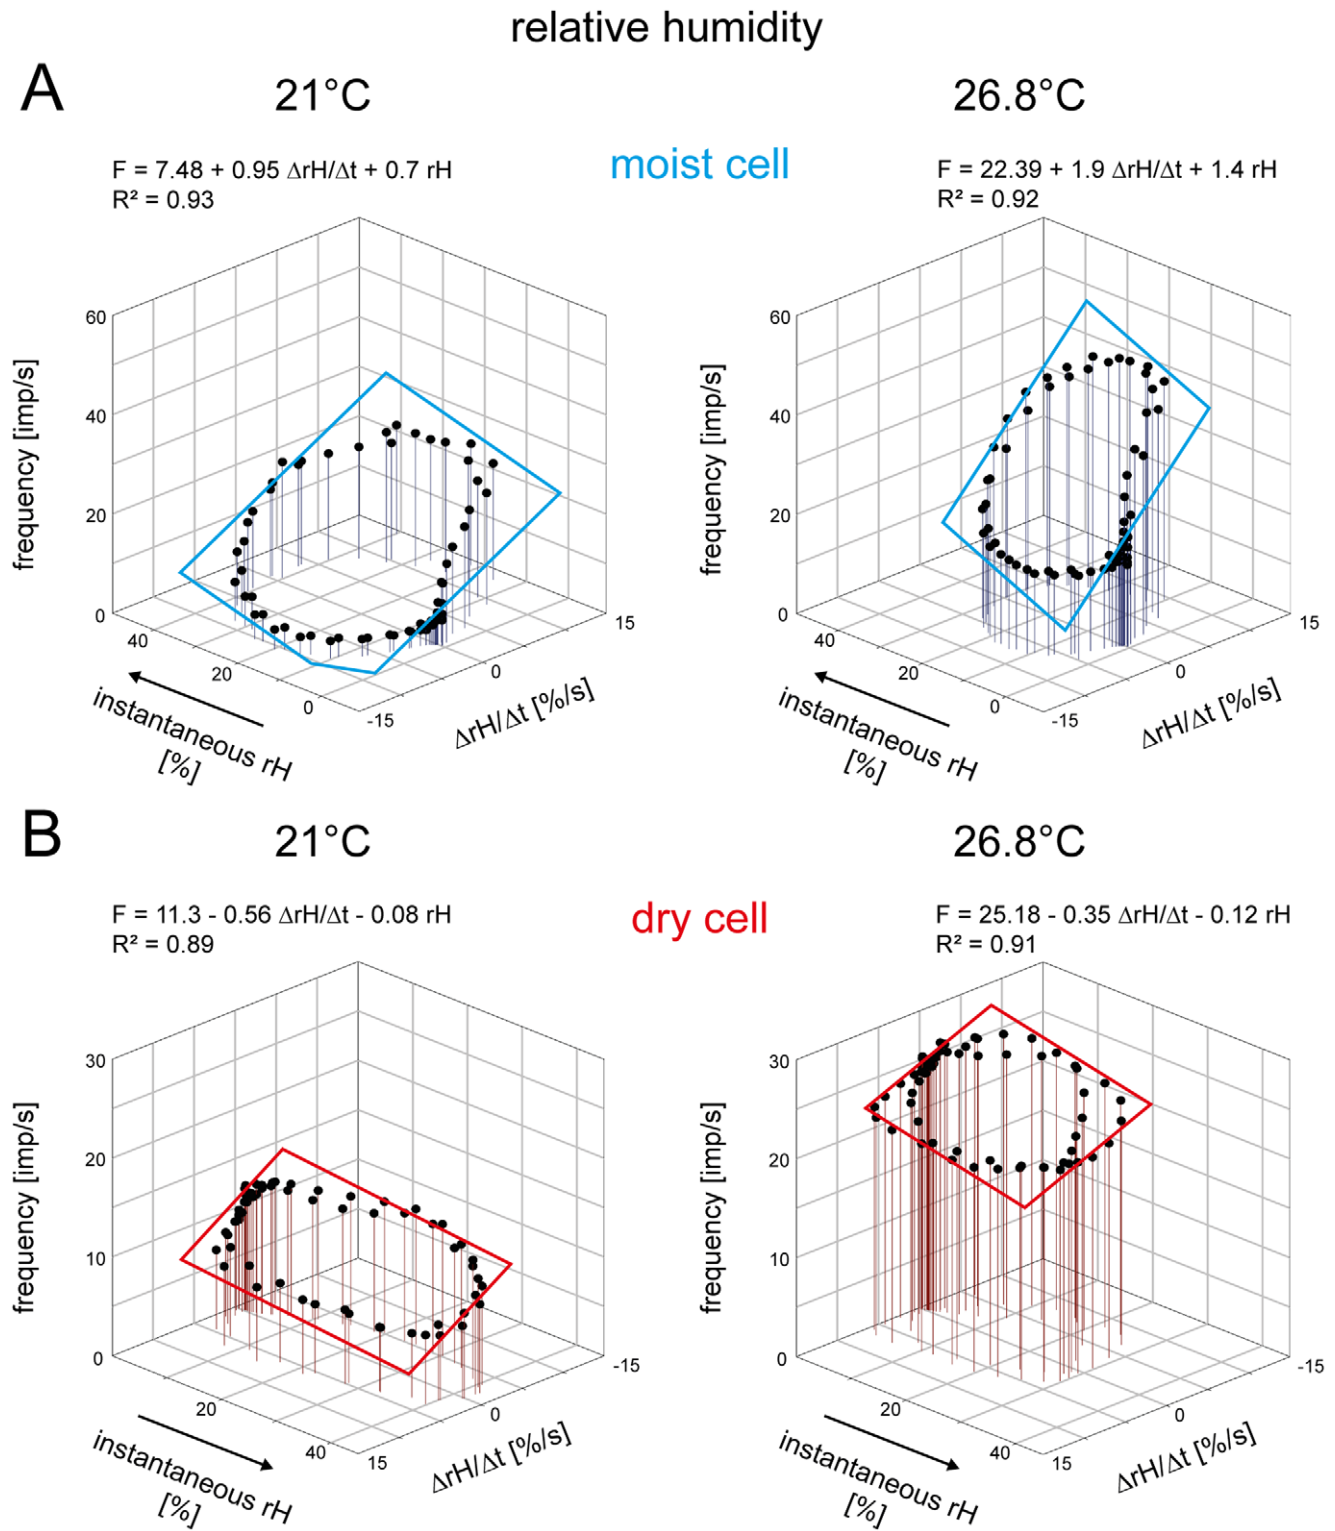 relative humidity
A
21°C
26.8°C
moist cell
F = 7.48 + 0.95 ΔrH/Δt + 0.7 rH
R² = 0.93
F = 22.39 + 1.9 ΔrH/Δt + 1.4 rH
R² = 0.92
frequency [imp/s]
60
40
20
0
40
20
0
-15
0
15
instantaneous rH
[%]
ΔrH/Δt [%/s]
frequency [imp/s]
60
40
20
0
40
20
0
-15
0
15
instantaneous rH
[%]
ΔrH/Δt [%/s]
B
21°C
26.8°C
dry cell
F = 11.3 - 0.56 ΔrH/Δt - 0.08 rH
R² = 0.89
F = 25.18 - 0.35 ΔrH/Δt - 0.12 rH
R² = 0.91
frequency [imp/s]
30
20
10
0
20
40
15
0
-15
instantaneous rH
[%]
ΔrH/Δt [%/s]
frequency [imp/s]
30
20
10
0
20
40
15
0
-15
instantaneous rH
[%]
ΔrH/Δt [%/s]